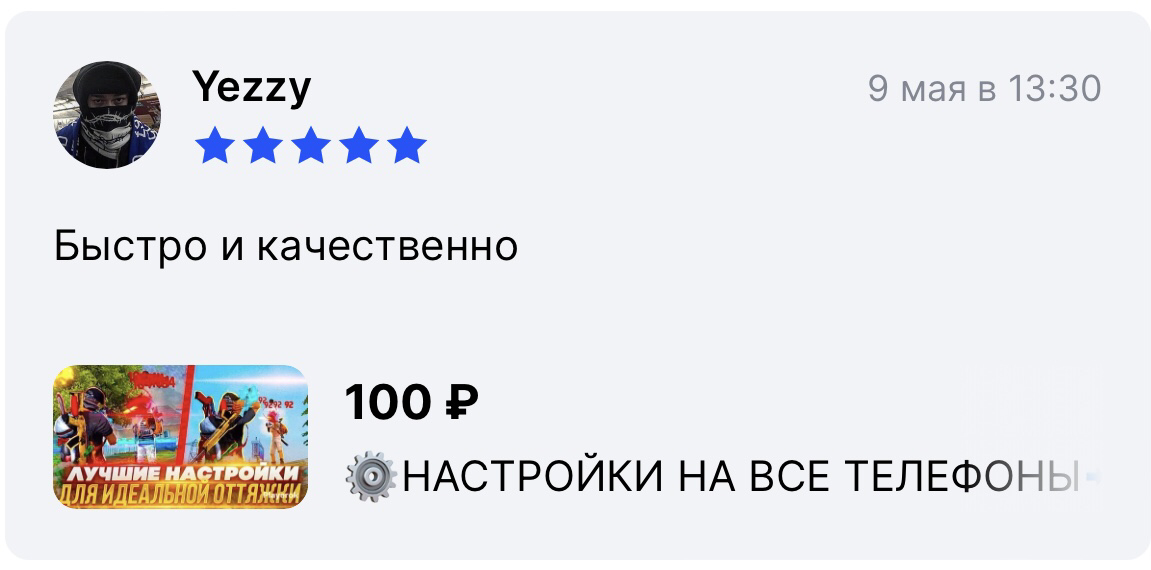 Yezzy
9 мая в 13:30
Быстро и качественно
100 ₽
ЛУЧШИЕ НАСТРОЙКИ
ДЛЯ ИДЕАЛЬНОЙ ОТТЯЖКИ
⚙️НАСТРОЙКИ НА ВСЕ ТЕЛЕФОНЫ